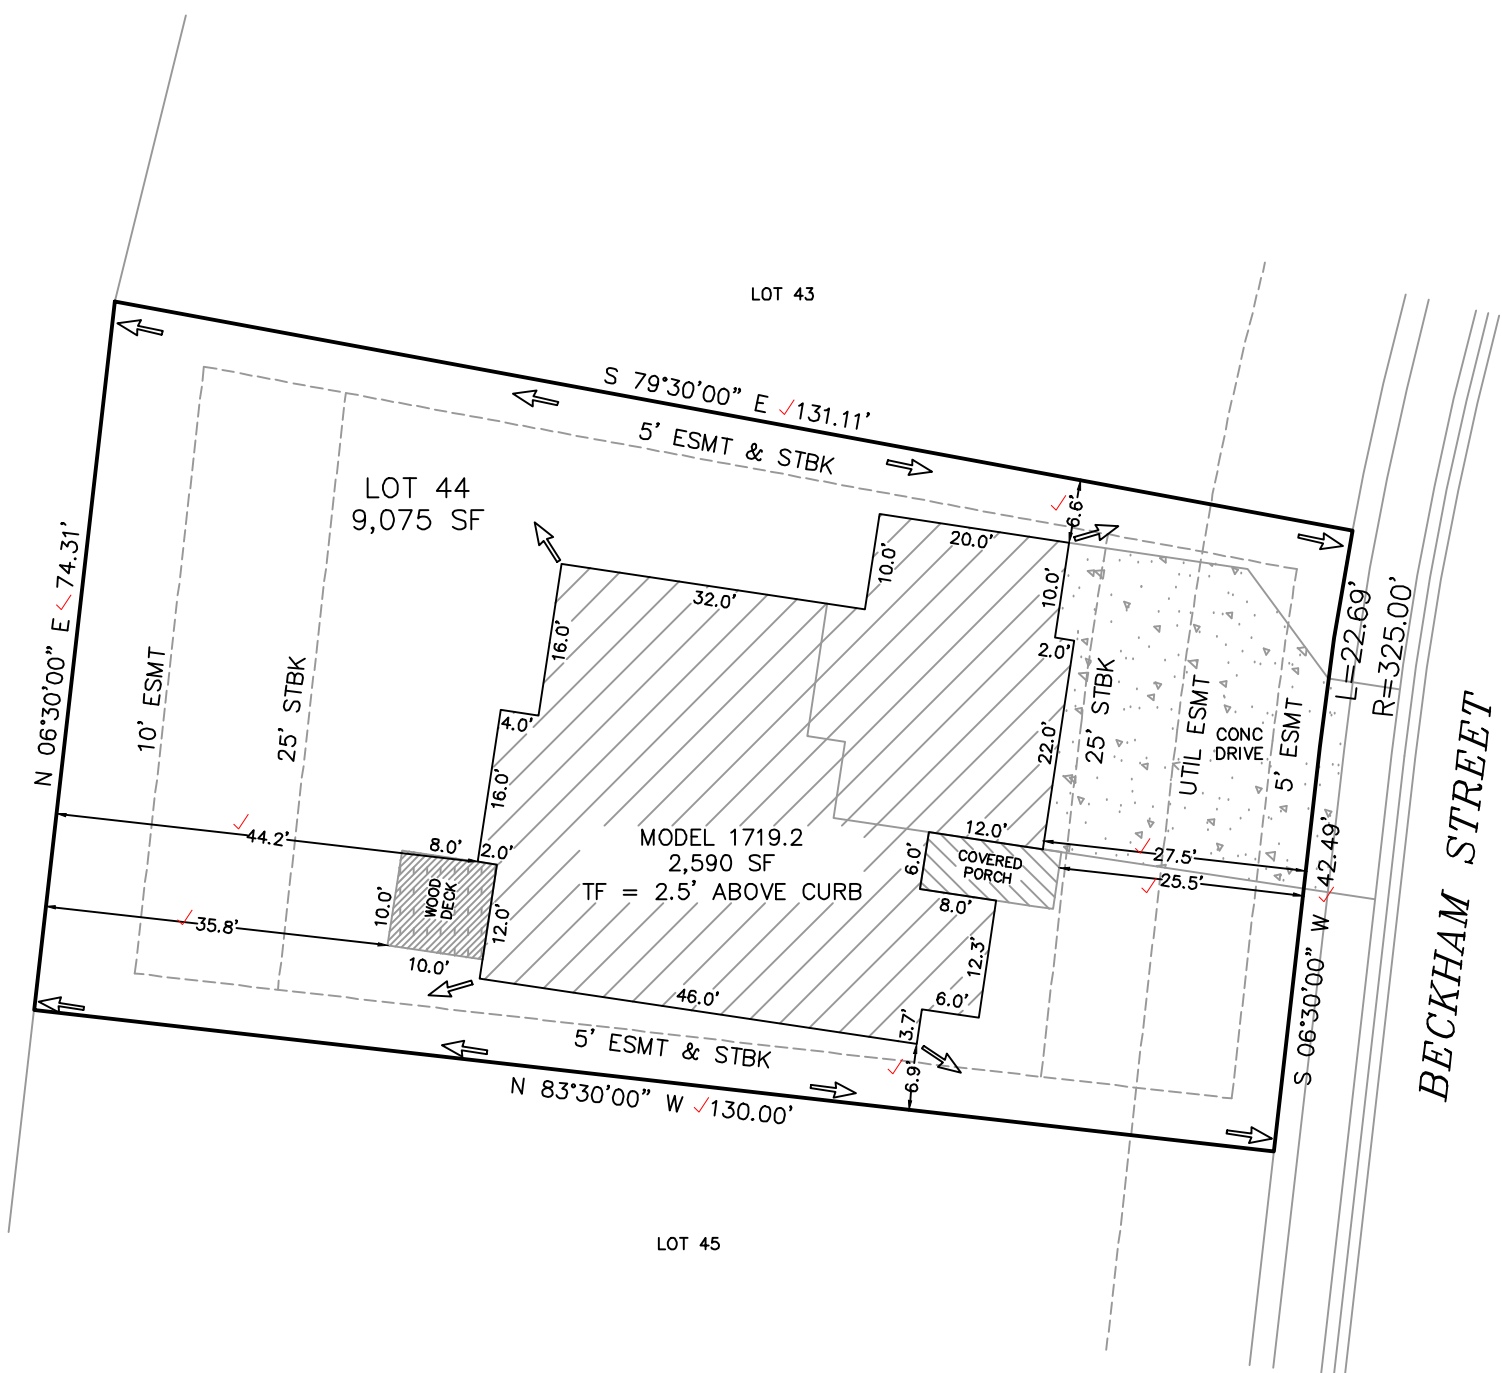 LOT 43
S 79°30'00" E 131.11'
5' ESMT & STBK
LOT 44
9,075 SF
6.6'
20.0'
10.0'
10.0'
32.0'
16.0'
2.0'
4.0'
22.0'
16.0'
N 06°30'00" E 74.31'
10' ESMT
25' STBK
25' STBK
UTIL ESMT
CONC
DRIVE
5' ESMT
L=22.69'
R=325.00'
BECKHAM STREET
44.2'
8.0'
2.0'
MODEL 1719.2
2,590 SF
TF = 2.5' ABOVE CURB
12.0'
6.0'
COVERED
PORCH
27.5'
25.5'
S 06°30'00" W 42.49'
WOOD
DECK
10.0'
12.0'
8.0'
35.8'
10.0'
12.3'
46.0'
6.0'
3.7'
5' ESMT & STBK
6.9'
N 83°30'00" W 130.00'
LOT 45